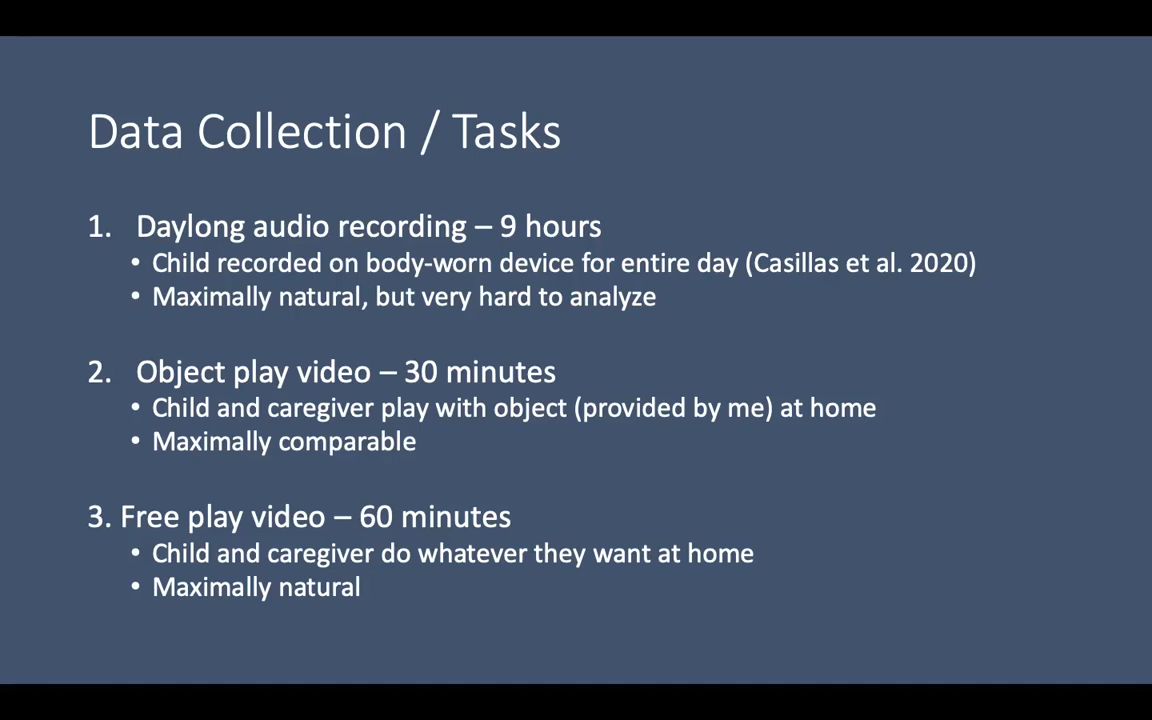 Data Collection / Tasks
1. Daylong audio recording – 9 hours
• Child recorded on body-worn device for entire day (Casillas et al. 2020)
• Maximally natural, but very hard to analyze
2. Object play video – 30 minutes
• Child and caregiver play with object (provided by me) at home
• Maximally comparable
3. Free play video – 60 minutes
• Child and caregiver do whatever they want at home
• Maximally natural